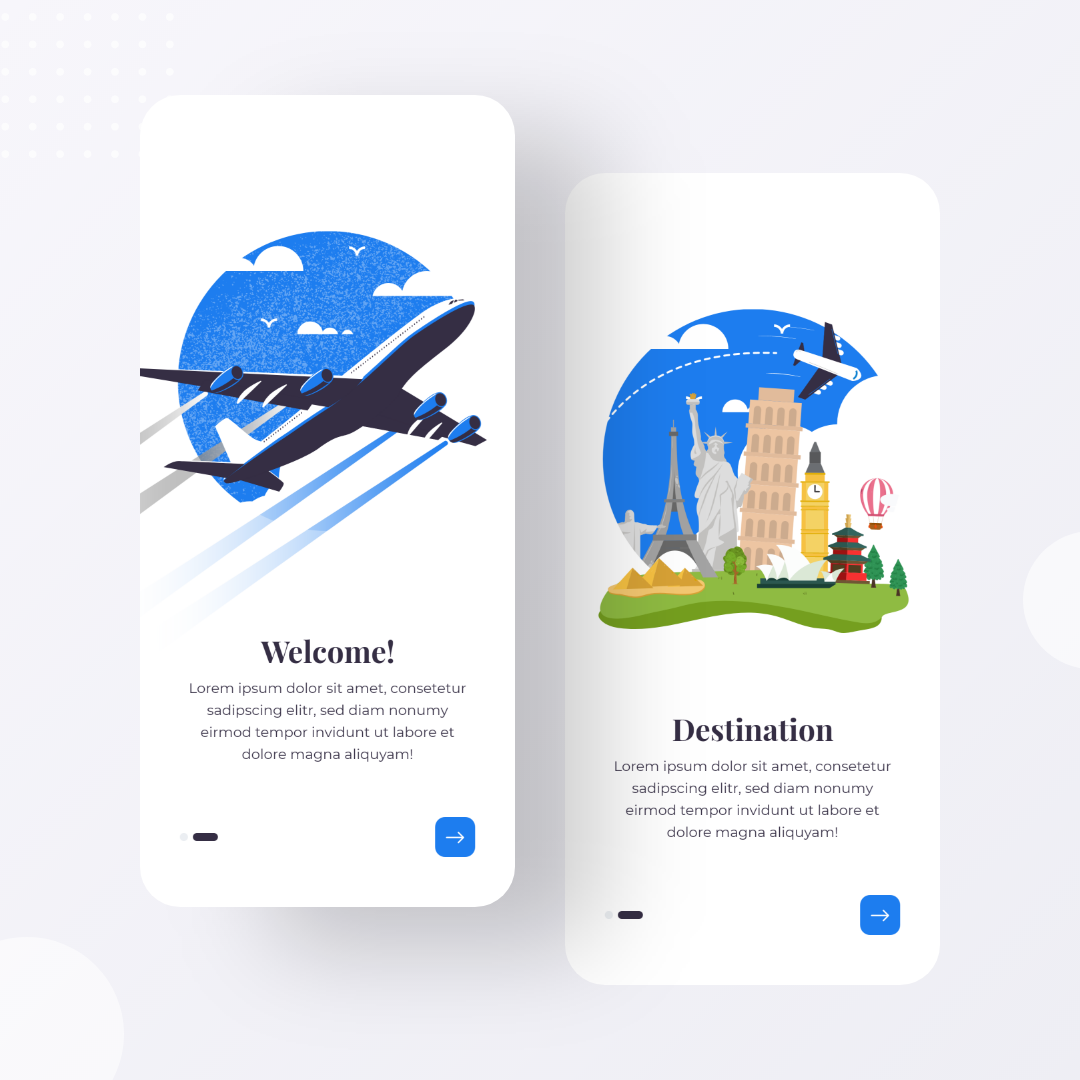 Welcome!
Lorem ipsum dolor sit amet, consetetur
sadipscing elitr, sed diam nonumy
eirmod tempor invidunt ut labore et
dolore magna aliquyam!
Destination
Lorem ipsum dolor sit amet, consetetur
sadipscing elitr, sed diam nonumy
eirmod tempor invidunt ut labore et
dolore magna aliquyam!